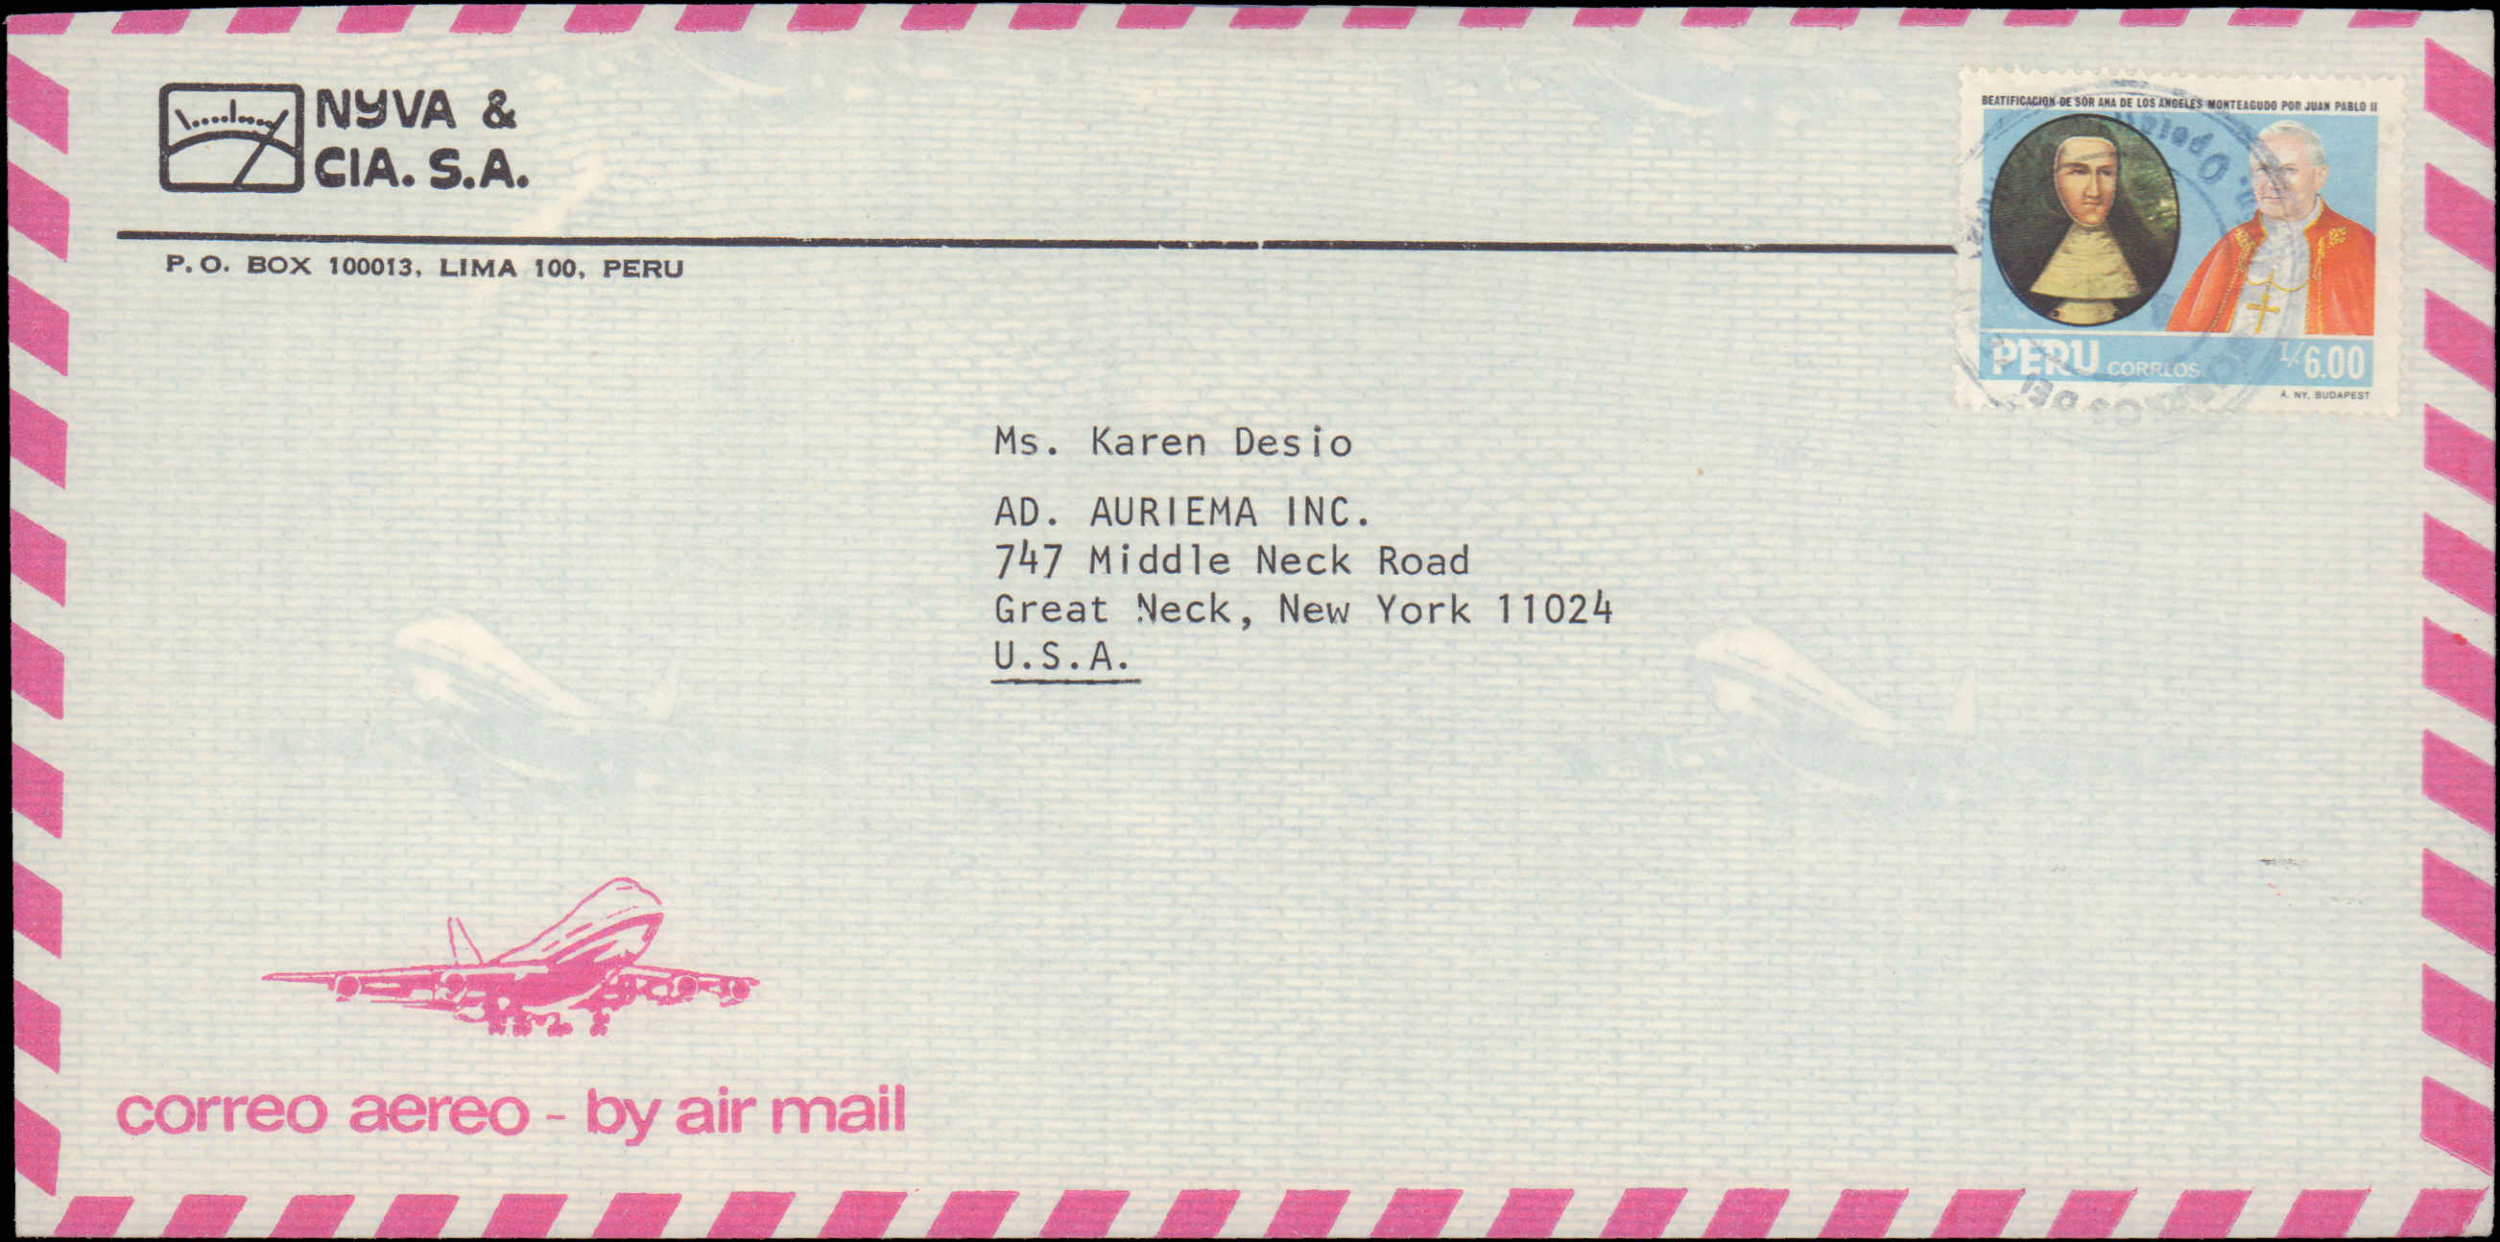 NYVA &
CIA. S.A.
P.O. BOX 100013, LIMA 100, PERU
BEATIFICACION DE SOR ANA DE LOS ANGELES MONTEAGUDO POR JUAN PABLO II
PERU CORREOS I/6.00
A. NY. BUDAPEST
Ms. Karen Desio
AD. AURIEMA INC.
747 Middle Neck Road
Great Neck, New York 11024
U.S.A.
correo aereo - by air mail